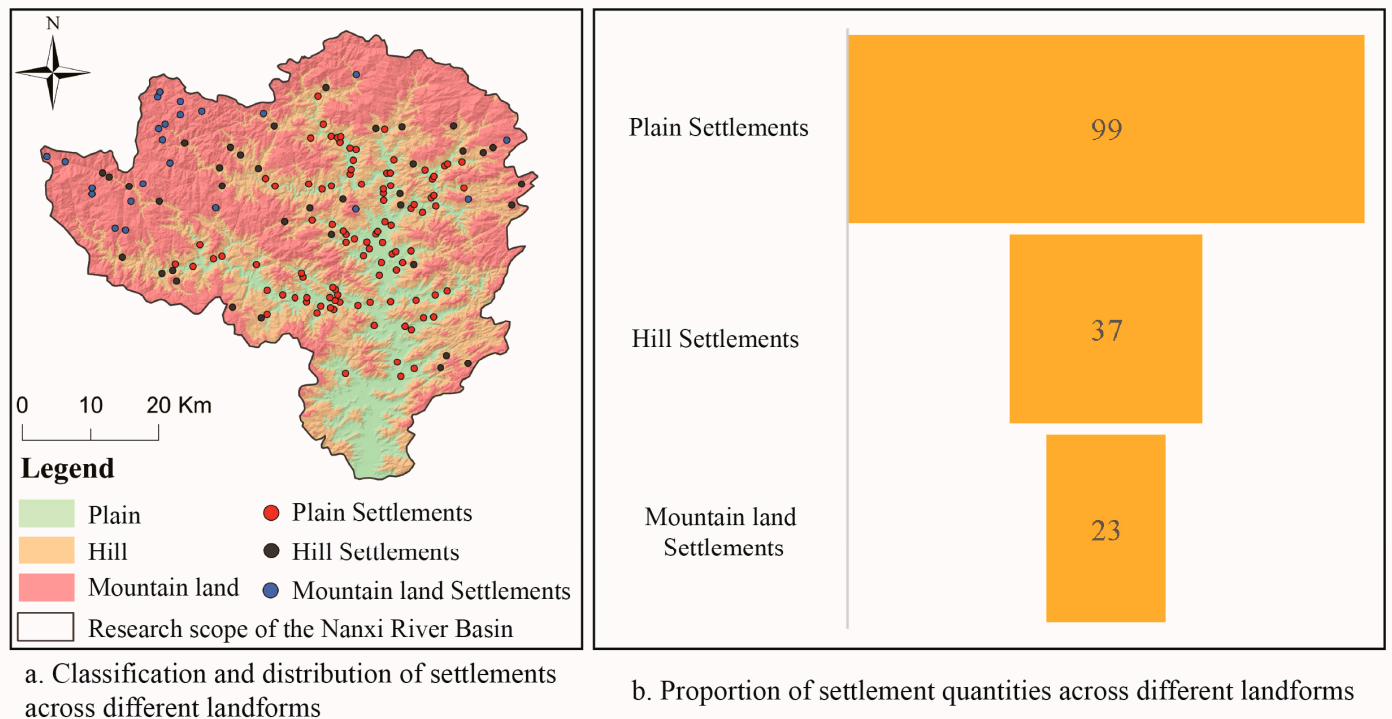 N
0 10 20 Km
Legend
Plain
Hill
Mountain land
Research scope of the Nanxi River Basin
Plain Settlements
Hill Settlements
Mountain land Settlements
a. Classification and distribution of settlements
across different landforms
Plain Settlements
99
Hill Settlements
37
Mountain land
Settlements
23
b. Proportion of settlement quantities across different landforms